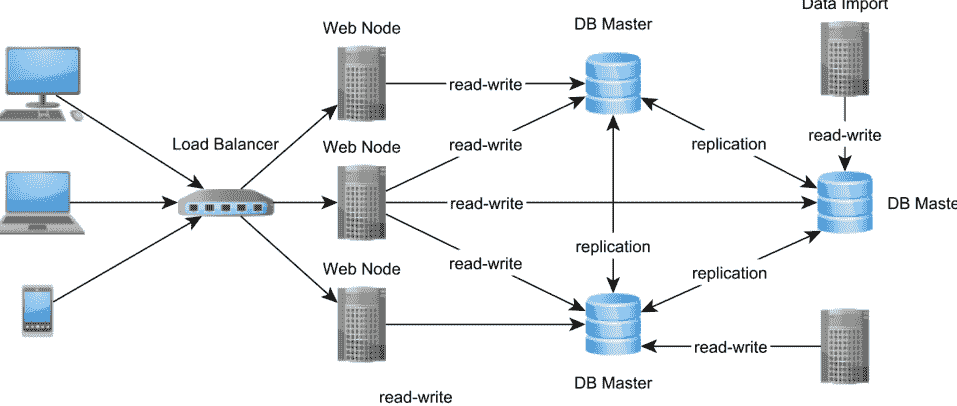 Data Import
Web Node
DB Master
read-write
read-write
Load Balancer
Web Node
read-write
replication
read-write
DB Maste
replication
read-write
Web Node
replication
read-write
DB Master
read-write